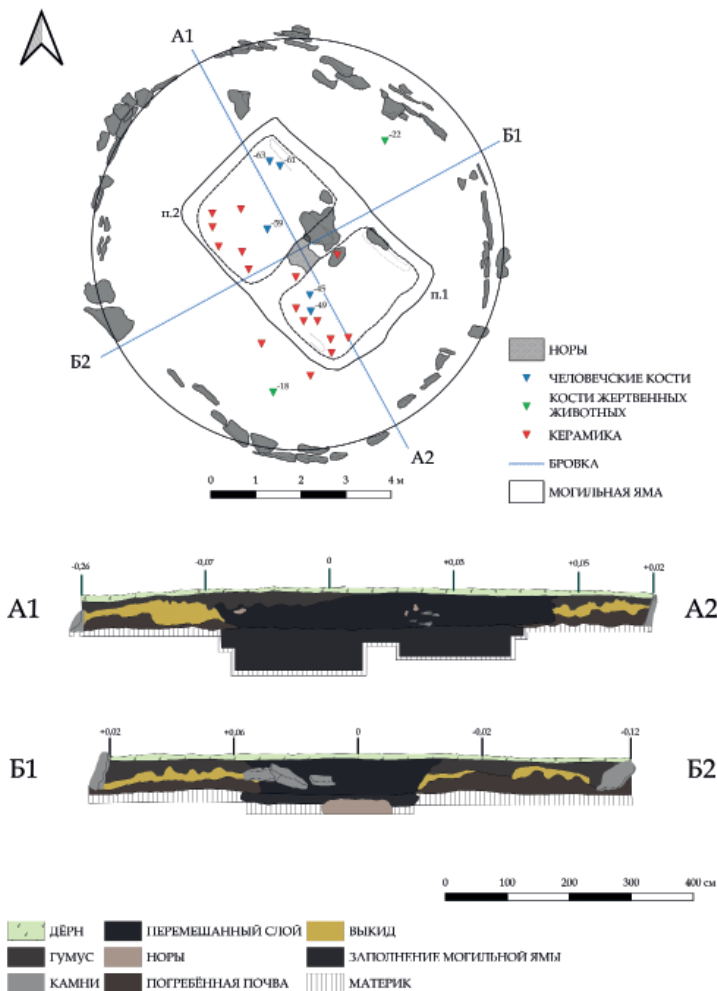 А1
-22
Б1
-63
-61
п.2
-59
-45
п.1
-49
Б2
-18
А2
0 1 2 3 4 м
НОРЫ
ЧЕЛОВЕЧСКИЕ КОСТИ
КОСТИ ЖЕРТВЕННЫХ
ЖИВОТНЫХ
КЕРАМИКА
БРОВКА
МОГИЛЬНАЯ ЯМА
-0,26 -0,07 0 +0,05 +0,15 +0,02
А1 А2
+0,02 +0,06 0 -0,02 -0,12
Б1 Б2
0 100 200 300 400 см
ДЁРН ПЕРЕМЕШАННЫЙ СЛОЙ ВЫКИД
ГУМУС НОРЫ ЗАПОЛНЕНИЕ МОГИЛЬНОЙ ЯМЫ
КАМНИ ПОГРЕБЁННАЯ ПОЧВА МАТЕРИК